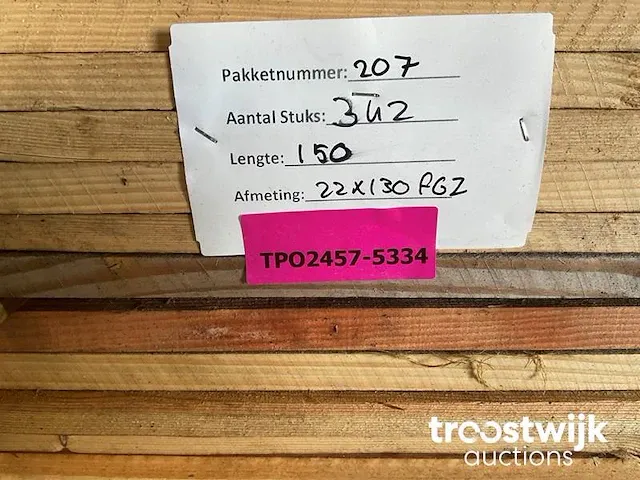 Pakketnummer: 207
Aantal Stuks: 342
Lengte: 150
Afmeting: 22x130 PGZ
TPO2457-5334
troostwijk
auctions